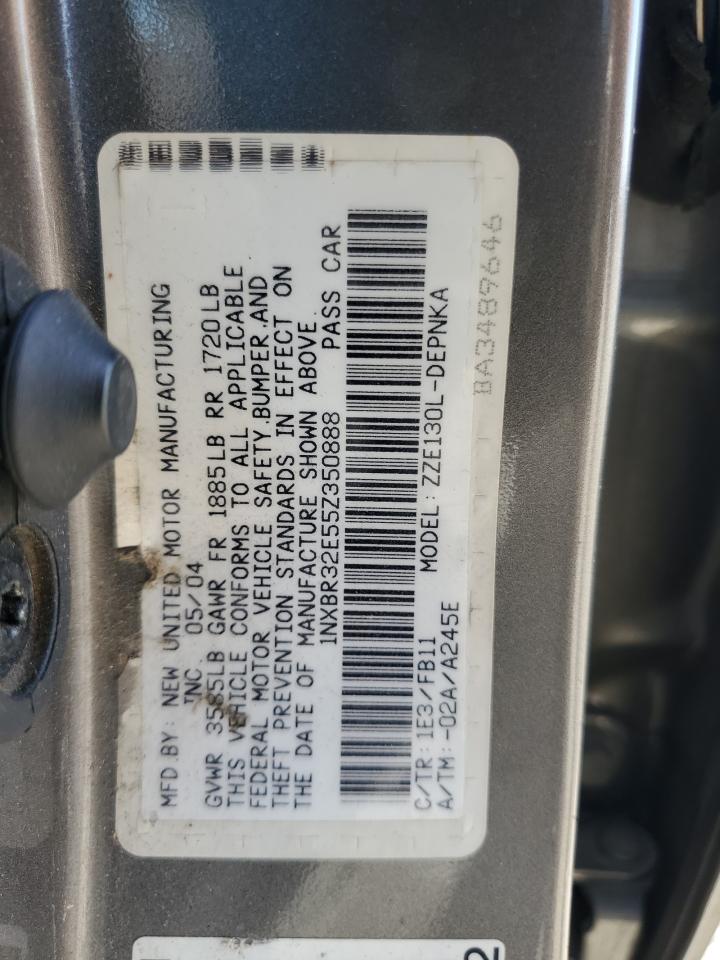 MFD.BY: NEW UNITED MOTOR MANUFACTURING
INC. 05/04
GVWR 3585LB GAWR FR 1885LB RR 1720LB
THIS VEHICLE CONFORMS TO ALL APPLICABLE
FEDERAL MOTOR VEHICLE SAFETY,BUMPER,AND
THEFT PREVENTION STANDARDS IN EFFECT ON
THE DATE OF MANUFACTURE SHOWN ABOVE
1NXBR32E55Z350888 PASS CAR
C/TR:1E3/FB11 MODEL:ZZE130L-DEPNKA
A/TM:-02A/A245E
BA3489646
2